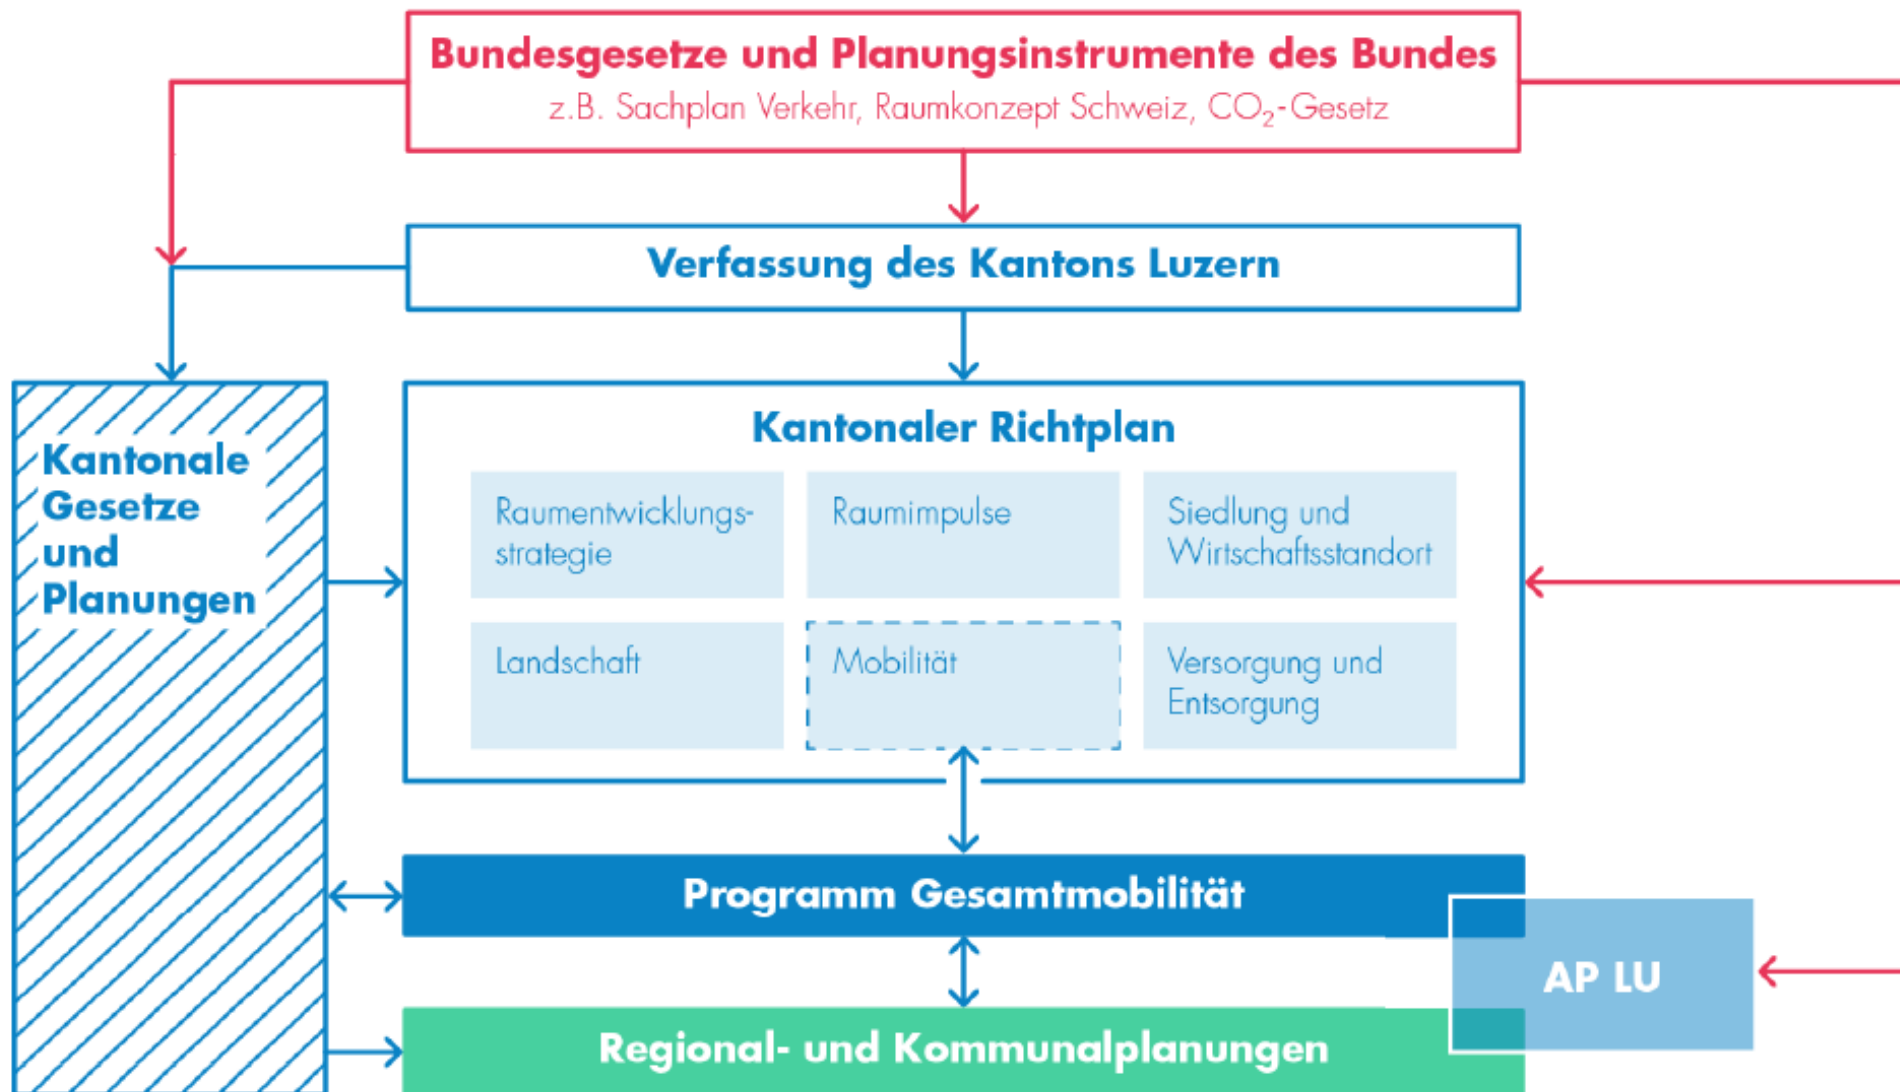 Bundesgesetze und Planungsinstrumente des Bundes
z.B. Sachplan Verkehr, Raumkonzept Schweiz, CO₂-Gesetz
Verfassung des Kantons Luzern
Kantonale
Gesetze
und
Planungen
Kantonaler Richtplan
Raumentwicklungs-
strategie
Raumimpulse
Siedlung und
Wirtschaftsstandort
Landschaft
Mobilität
Versorgung und
Entsorgung
Programm Gesamtmobilität
AP LU
Regional- und Kommunalplanungen